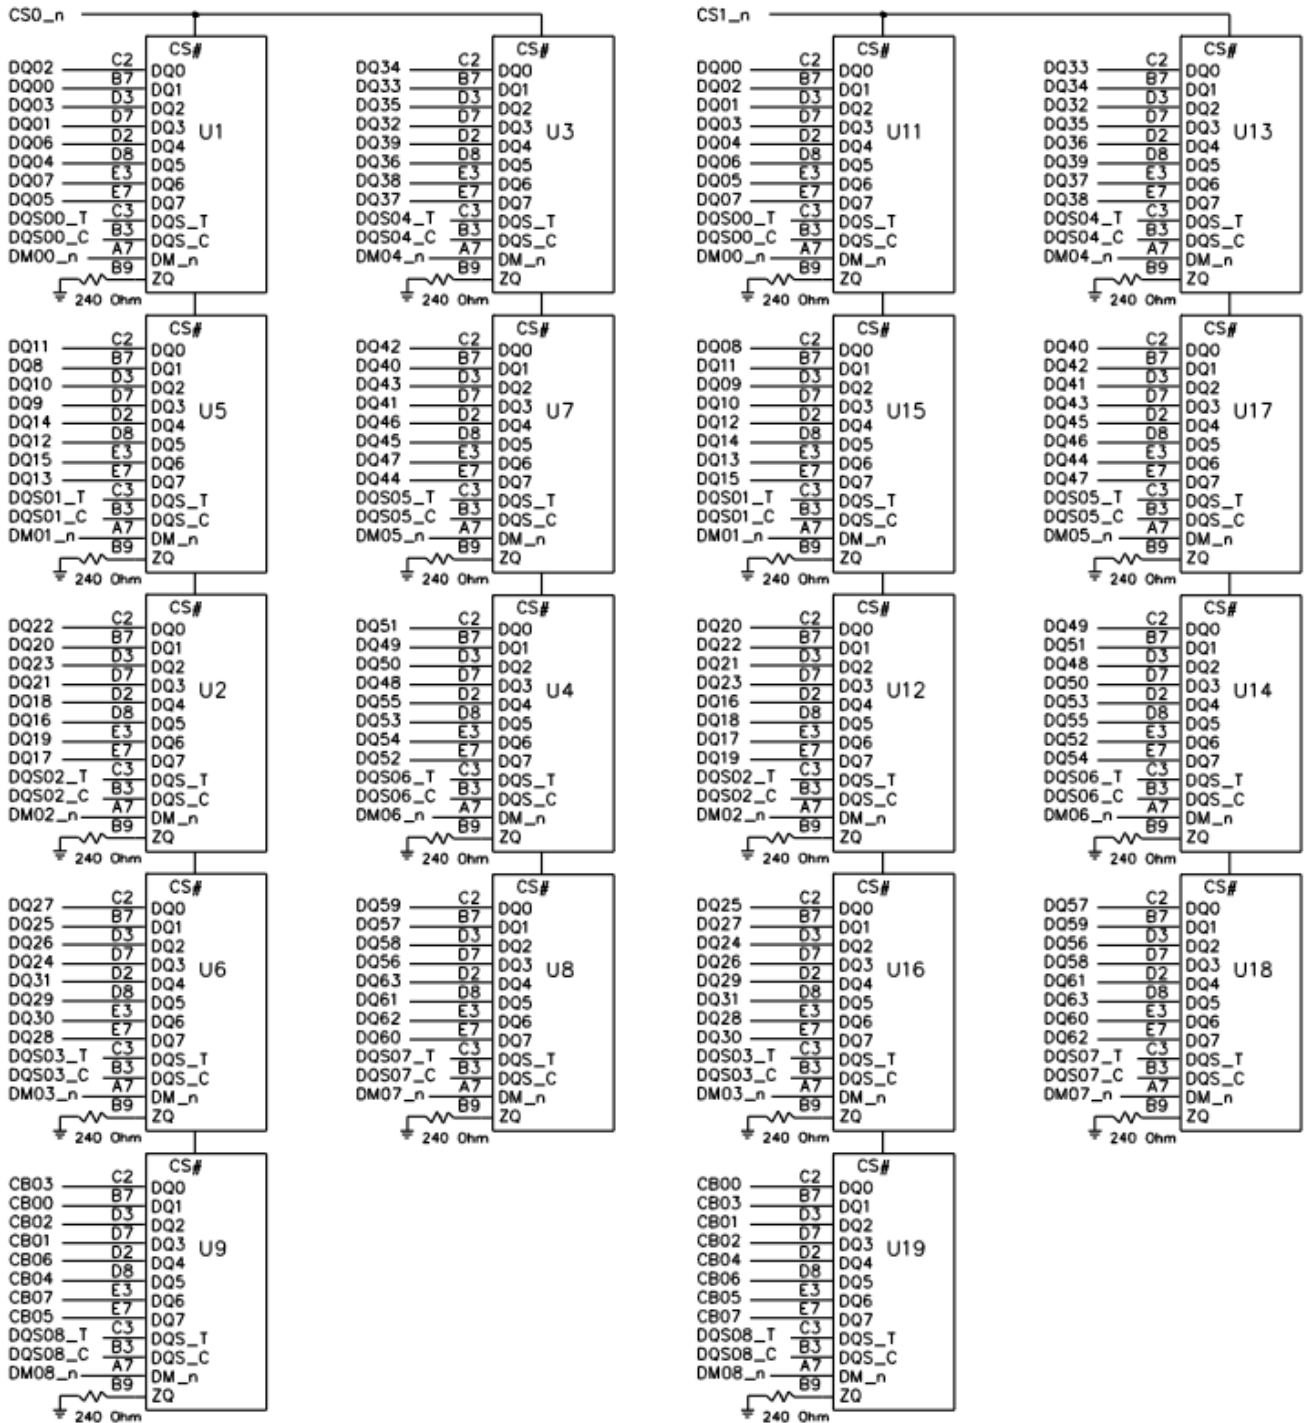 CS0_n
CS#
DQ02 C2 DQ0
DQ00 B7 DQ1
DQ03 D3 DQ2
DQ01 D7 DQ3 U1
DQ06 D2 DQ4
DQ04 D8 DQ5
DQ07 E3 DQ6
DQ05 E7 DQ7
DQS00_T C3 DQS_T
DQS00_C B3 DQS_C
DM00_n A7 DM_n
B9 ZQ
240 Ohm
CS#
DQ11 C2 DQ0
DQ8 B7 DQ1
DQ10 D3 DQ2
DQ9 D7 DQ3 U5
DQ14 D2 DQ4
DQ12 D8 DQ5
DQ15 E3 DQ6
DQ13 E7 DQ7
DQS01_T C3 DQS_T
DQS01_C B3 DQS_C
DM01_n A7 DM_n
B9 ZQ
240 Ohm
CS#
DQ22 C2 DQ0
DQ20 B7 DQ1
DQ23 D3 DQ2
DQ21 D7 DQ3 U2
DQ18 D2 DQ4
DQ16 D8 DQ5
DQ19 E3 DQ6
DQ17 E7 DQ7
DQS02_T C3 DQS_T
DQS02_C B3 DQS_C
DM02_n A7 DM_n
B9 ZQ
240 Ohm
CS#
DQ27 C2 DQ0
DQ25 B7 DQ1
DQ26 D3 DQ2
DQ24 D7 DQ3 U6
DQ31 D2 DQ4
DQ29 D8 DQ5
DQ30 E3 DQ6
DQ28 E7 DQ7
DQS03_T C3 DQS_T
DQS03_C B3 DQS_C
DM03_n A7 DM_n
B9 ZQ
240 Ohm
CS#
CB03 C2 DQ0
CB00 B7 DQ1
CB02 D3 DQ2
CB01 D7 DQ3 U9
CB06 D2 DQ4
CB04 D8 DQ5
CB07 E3 DQ6
CB05 E7 DQ7
DQS08_T C3 DQS_T
DQS08_C B3 DQS_C
DM08_n A7 DM_n
B9 ZQ
240 Ohm
CS#
DQ34 C2 DQ0
DQ33 B7 DQ1
DQ35 D3 DQ2
DQ32 D7 DQ3 U3
DQ39 D2 DQ4
DQ36 D8 DQ5
DQ38 E3 DQ6
DQ37 E7 DQ7
DQS04_T C3 DQS_T
DQS04_C B3 DQS_C
DM04_n A7 DM_n
B9 ZQ
240 Ohm
CS#
DQ42 C2 DQ0
DQ40 B7 DQ1
DQ43 D3 DQ2
DQ41 D7 DQ3 U7
DQ46 D2 DQ4
DQ45 D8 DQ5
DQ47 E3 DQ6
DQ44 E7 DQ7
DQS05_T C3 DQS_T
DQS05_C B3 DQS_C
DM05_n A7 DM_n
B9 ZQ
240 Ohm
CS#
DQ51 C2 DQ0
DQ49 B7 DQ1
DQ50 D3 DQ2
DQ48 D7 DQ3 U4
DQ55 D2 DQ4
DQ53 D8 DQ5
DQ54 E3 DQ6
DQ52 E7 DQ7
DQS06_T C3 DQS_T
DQS06_C B3 DQS_C
DM06_n A7 DM_n
B9 ZQ
240 Ohm
CS#
DQ59 C2 DQ0
DQ57 B7 DQ1
DQ58 D3 DQ2
DQ56 D7 DQ3 U8
DQ63 D2 DQ4
DQ61 D8 DQ5
DQ62 E3 DQ6
DQ60 E7 DQ7
DQS07_T C3 DQS_T
DQS07_C B3 DQS_C
DM07_n A7 DM_n
B9 ZQ
240 Ohm
CS1_n
CS#
DQ00 C2 DQ0
DQ02 B7 DQ1
DQ01 D3 DQ2
DQ03 D7 DQ3 U11
DQ04 D2 DQ4
DQ06 D8 DQ5
DQ05 E3 DQ6
DQ07 E7 DQ7
DQS00_T C3 DQS_T
DQS00_C B3 DQS_C
DM00_n A7 DM_n
B9 ZQ
240 Ohm
CS#
DQ08 C2 DQ0
DQ11 B7 DQ1
DQ09 D3 DQ2
DQ10 D7 DQ3 U15
DQ12 D2 DQ4
DQ14 D8 DQ5
DQ13 E3 DQ6
DQ15 E7 DQ7
DQS01_T C3 DQS_T
DQS01_C B3 DQS_C
DM01_n A7 DM_n
B9 ZQ
240 Ohm
CS#
DQ20 C2 DQ0
DQ22 B7 DQ1
DQ21 D3 DQ2
DQ23 D7 DQ3 U12
DQ16 D2 DQ4
DQ18 D8 DQ5
DQ17 E3 DQ6
DQ19 E7 DQ7
DQS02_T C3 DQS_T
DQS02_C B3 DQS_C
DM02_n A7 DM_n
B9 ZQ
240 Ohm
CS#
DQ25 C2 DQ0
DQ27 B7 DQ1
DQ24 D3 DQ2
DQ26 D7 DQ3 U16
DQ29 D2 DQ4
DQ31 D8 DQ5
DQ28 E3 DQ6
DQ30 E7 DQ7
DQS03_T C3 DQS_T
DQS03_C B3 DQS_C
DM03_n A7 DM_n
B9 ZQ
240 Ohm
CS#
CB00 C2 DQ0
CB03 B7 DQ1
CB01 D3 DQ2
CB02 D7 DQ3 U19
CB04 D2 DQ4
CB06 D8 DQ5
CB05 E3 DQ6
CB07 E7 DQ7
DQS08_T C3 DQS_T
DQS08_C B3 DQS_C
DM08_n A7 DM_n
B9 ZQ
240 Ohm
CS#
DQ33 C2 DQ0
DQ34 B7 DQ1
DQ32 D3 DQ2
DQ35 D7 DQ3 U13
DQ36 D2 DQ4
DQ39 D8 DQ5
DQ37 E3 DQ6
DQ38 E7 DQ7
DQS04_T C3 DQS_T
DQS04_C B3 DQS_C
DM04_n A7 DM_n
B9 ZQ
240 Ohm
CS#
DQ40 C2 DQ0
DQ42 B7 DQ1
DQ41 D3 DQ2
DQ43 D7 DQ3 U17
DQ45 D2 DQ4
DQ46 D8 DQ5
DQ44 E3 DQ6
DQ47 E7 DQ7
DQS05_T C3 DQS_T
DQS05_C B3 DQS_C
DM05_n A7 DM_n
B9 ZQ
240 Ohm
CS#
DQ49 C2 DQ0
DQ51 B7 DQ1
DQ48 D3 DQ2
DQ50 D7 DQ3 U14
DQ53 D2 DQ4
DQ55 D8 DQ5
DQ52 E3 DQ6
DQ54 E7 DQ7
DQS06_T C3 DQS_T
DQS06_C B3 DQS_C
DM06_n A7 DM_n
B9 ZQ
240 Ohm
CS#
DQ57 C2 DQ0
DQ59 B7 DQ1
DQ56 D3 DQ2
DQ58 D7 DQ3 U18
DQ61 D2 DQ4
DQ63 D8 DQ5
DQ60 E3 DQ6
DQ62 E7 DQ7
DQS07_T C3 DQS_T
DQS07_C B3 DQS_C
DM07_n A7 DM_n
B9 ZQ
240 Ohm